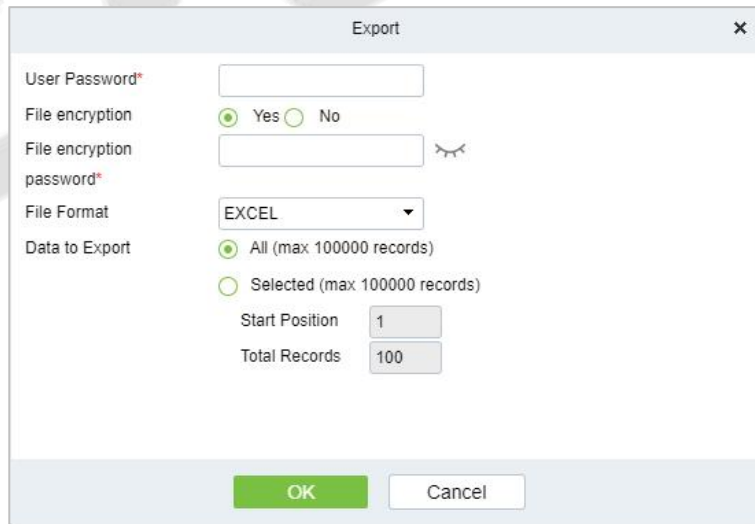 Export
User Password*
File encryption Yes No
File encryption
password*
File Format EXCEL
Data to Export All (max 100000 records)
Selected (max 100000 records)
Start Position 1
Total Records 100
OK Cancel